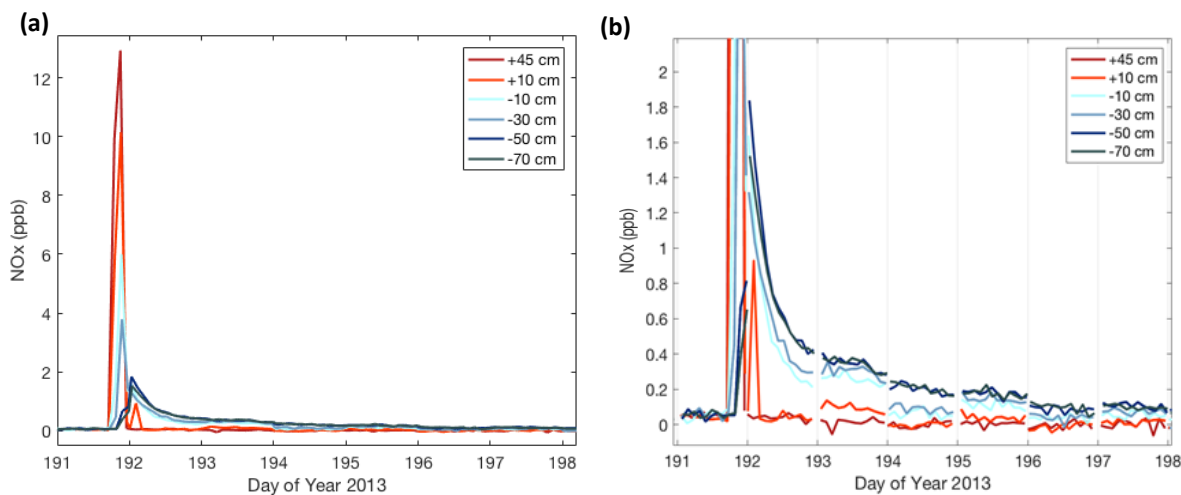 (a)
12
10
8
6
4
2
0
NOx (ppb)
191 192 193 194 195 196 197 198
Day of Year 2013
+45 cm
+10 cm
-10 cm
-30 cm
-50 cm
-70 cm
(b)
2
1.8
1.6
1.4
1.2
1
0.8
0.6
0.4
0.2
0
NOx (ppb)
191 192 193 194 195 196 197 198
Day of Year 2013
+45 cm
+10 cm
-10 cm
-30 cm
-50 cm
-70 cm